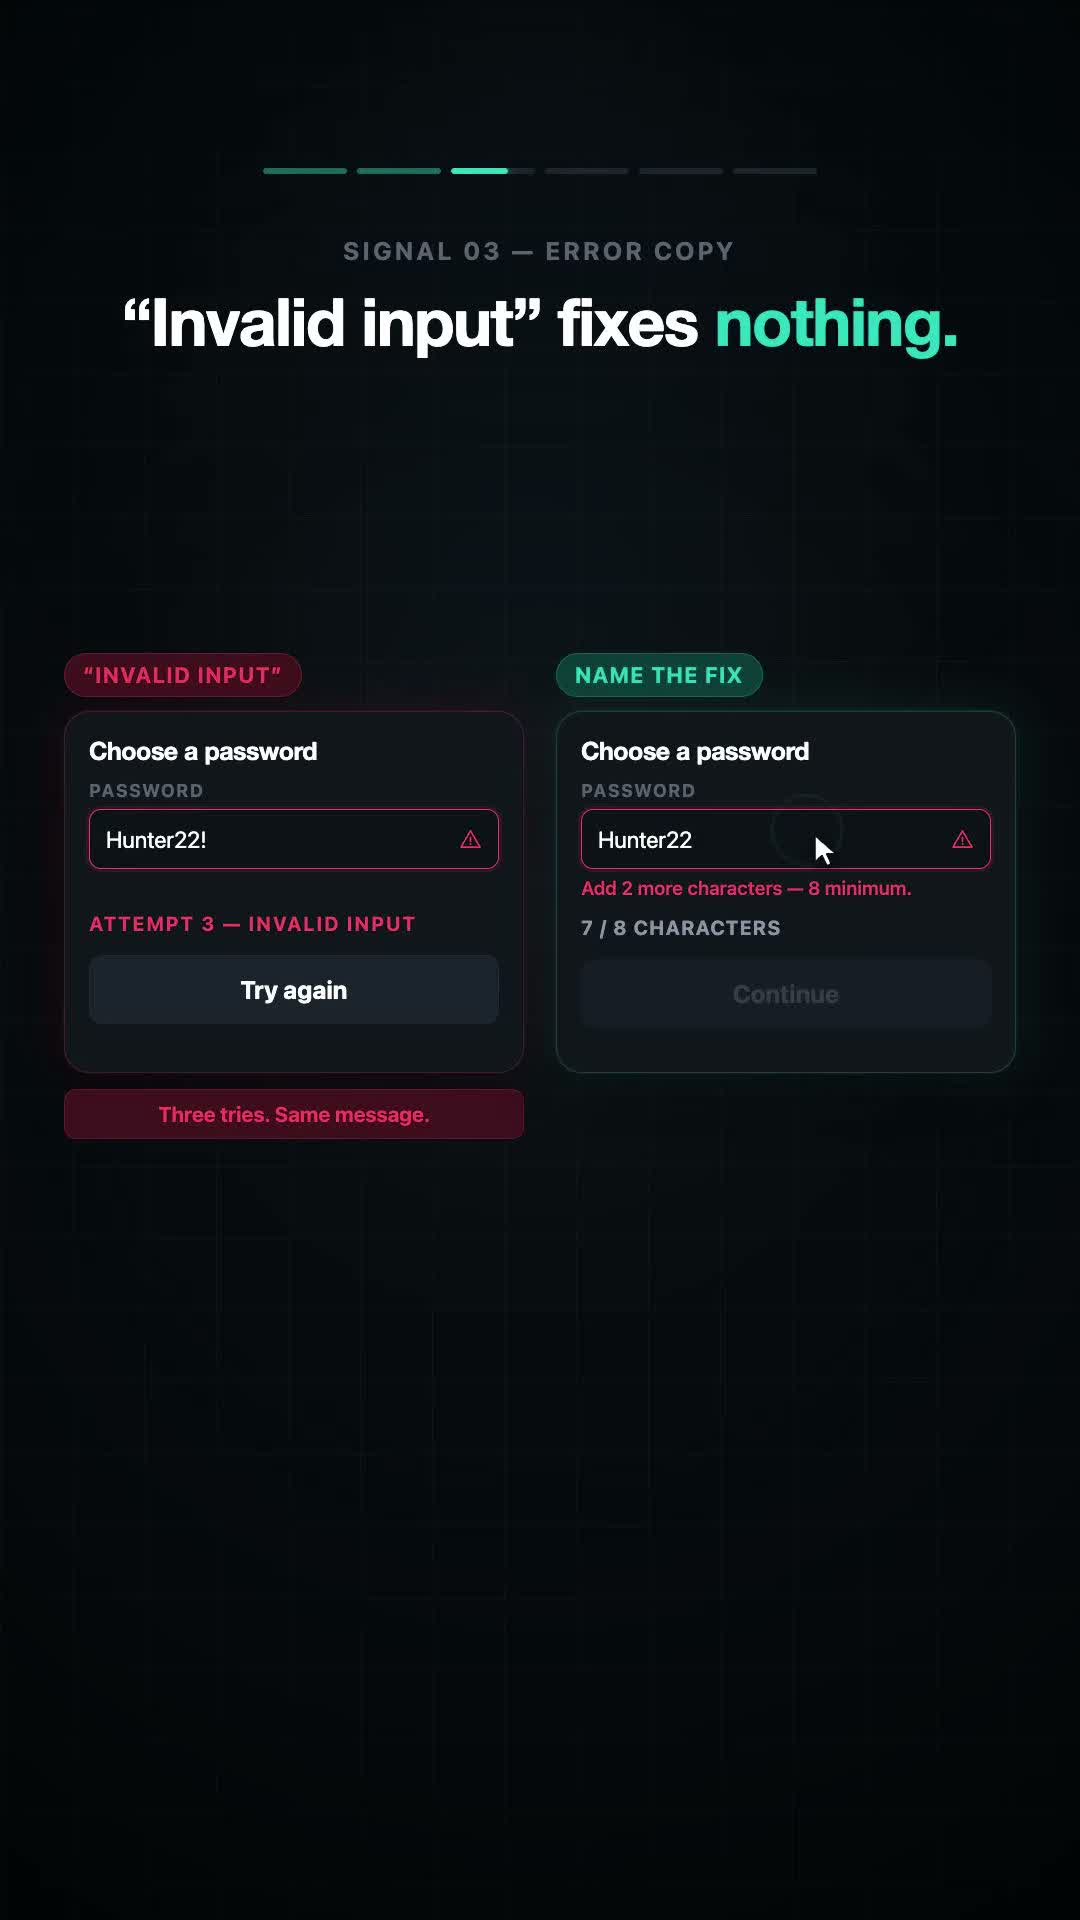 SIGNAL 03 — ERROR COPY
“Invalid input” fixes nothing.
“INVALID INPUT”
Choose a password
PASSWORD
Hunter22!
ATTEMPT 3 — INVALID INPUT
Try again
Three tries. Same message.
NAME THE FIX
Choose a password
PASSWORD
Hunter22
Add 2 more characters — 8 minimum.
7 / 8 CHARACTERS
Continue